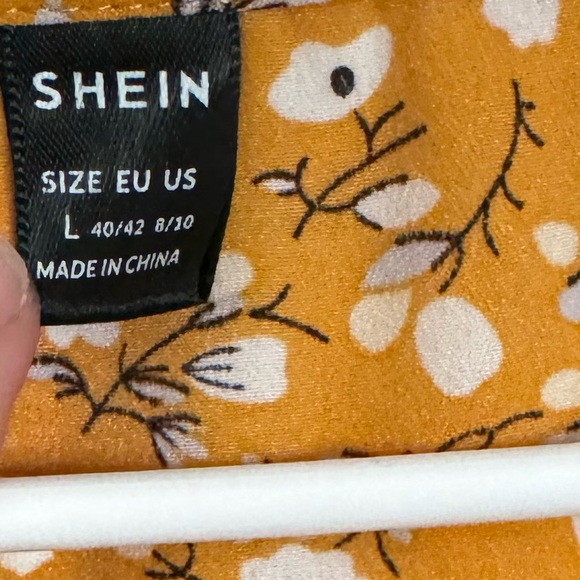 SHEIN
SIZE EU US
L 40/42 8/10
MADE IN CHINA